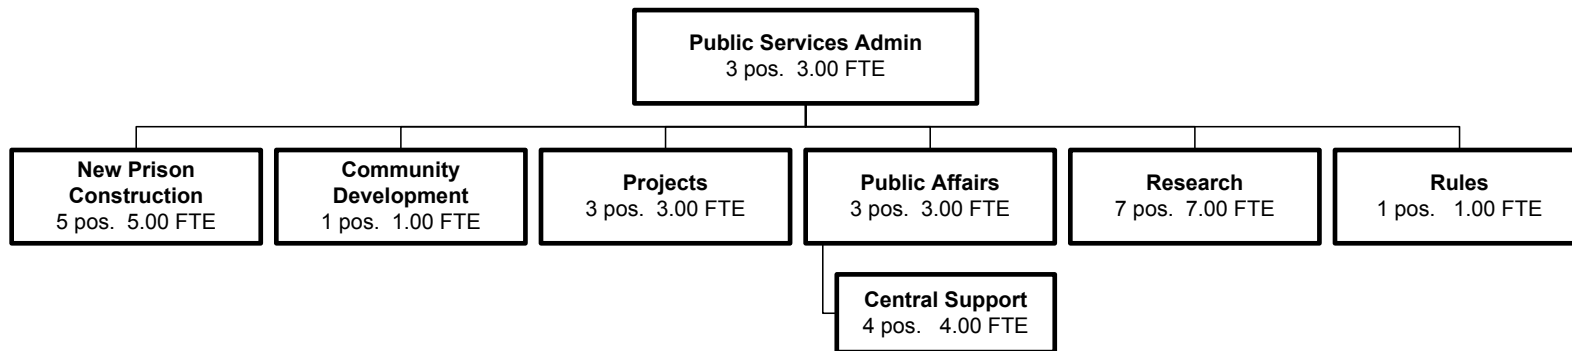 Public Services Admin
3 pos. 3.00 FTE
New Prison
Construction
5 pos. 5.00 FTE
Community
Development
1 pos. 1.00 FTE
Projects
3 pos. 3.00 FTE
Public Affairs
3 pos. 3.00 FTE
Research
7 pos. 7.00 FTE
Rules
1 pos. 1.00 FTE
Central Support
4 pos. 4.00 FTE